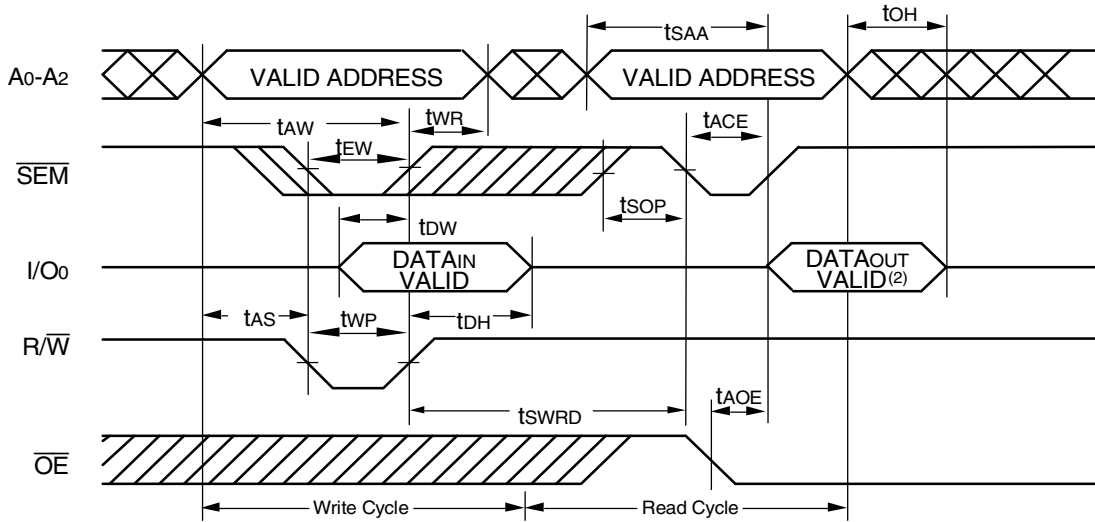 tSAA
tOH
A0-A2
VALID ADDRESS
VALID ADDRESS
tAW
tWR
tACE
tEW
SEM
tSOP
tDW
I/O0
DATAIN
VALID
DATAOUT
VALID(2)
tAS
tWP
tDH
R/W
tSWRD
tAOE
OE
Write Cycle
Read Cycle